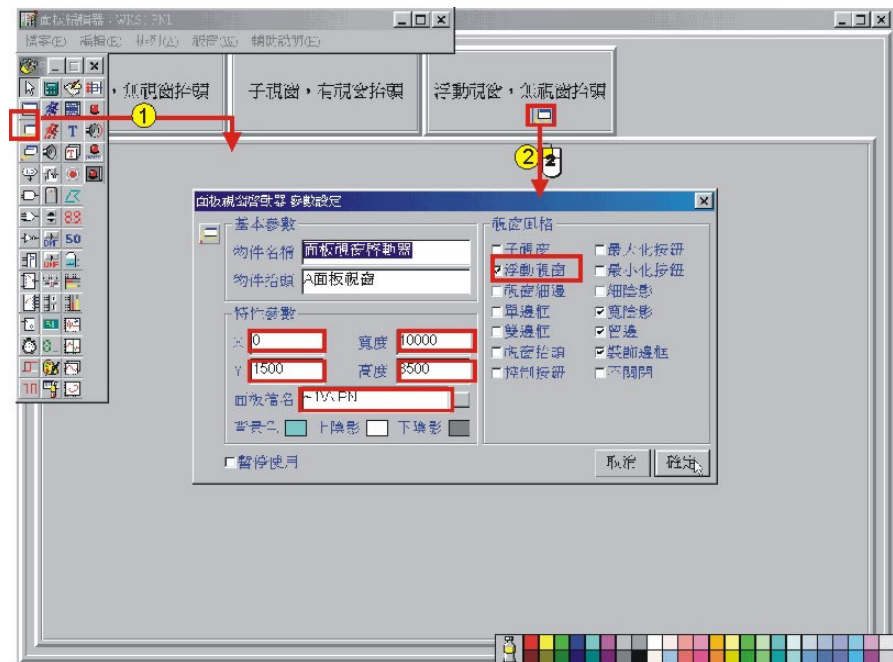 面板編輯器 - WKS1.PNL
檔案(F) 編輯(E) 排列(A) 視窗(W) 輔助說明(E)
，無視窗抬頭
子視窗，有視窗抬頭
浮動視窗，無視窗抬頭
1
2
2
面板視窗啓動器 參數設定
基本參數
物件名稱 面板視窗啓動器
物件抬頭 A面板視窗
特性參數
X 0 寬度 10000
Y 1500 高度 8500
面板檔名
背景色 上陰影 下陰影
暫停使用
視窗風格
子視窗 最大化按鈕
浮動視窗 最小化按鈕
視窗細邊 細陰影
單邊框 寬陰影
雙邊框 留邊
視窗抬頭 裝飾邊框
控制按鈕 不關閉
取消 確定
T
88
50